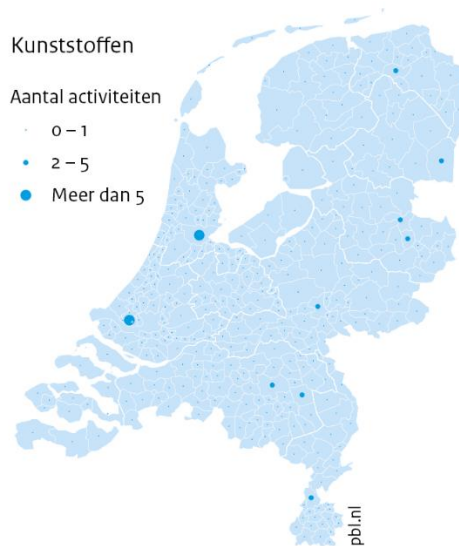 Kunststoffen
Aantal activiteiten
0 – 1
2 – 5
Meer dan 5
pbl.nl